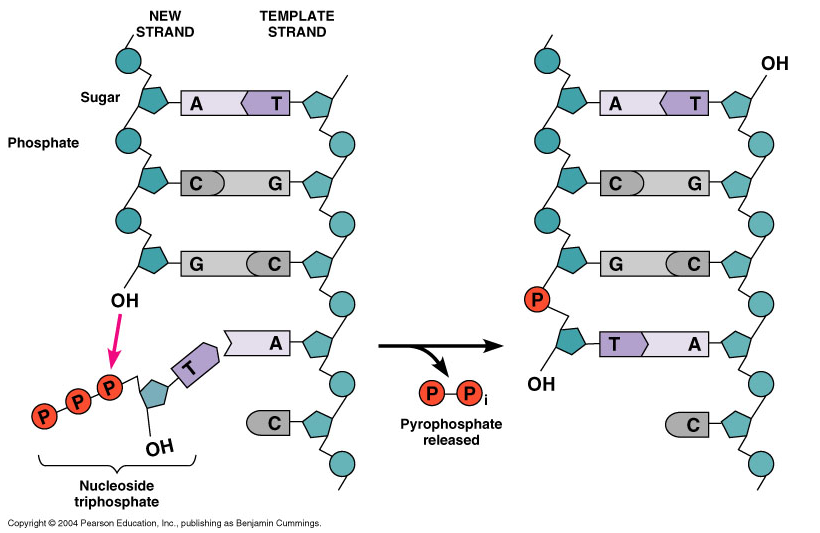 NEW
STRAND
TEMPLATE
STRAND
Sugar
A T
Phosphate
C G
G C
OH
A
T
P P P
C
OH
Nucleoside
triphosphate
P P i
Pyrophosphate
released
OH
A T
C G
G C
P
T A
OH
C
Copyright © 2004 Pearson Education, Inc., publishing as Benjamin Cummings.